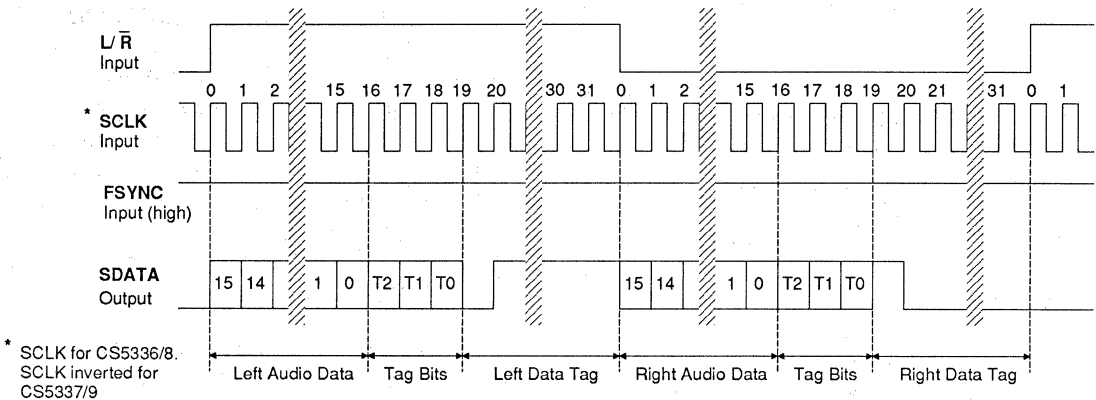 L/R̅
Input
0 1 2 15 16 17 18 19 20 30 31 0 1 2 15 16 17 18 19 20 21 31 0 1
* SCLK
Input
FSYNC
Input (high)
SDATA
Output
15 14 1 0 T2 T1 T0 15 14 1 0 T2 T1 T0
Left Audio Data Tag Bits Left Data Tag Right Audio Data Tag Bits Right Data Tag
* SCLK for CS5336/8.
SCLK inverted for
CS5337/9